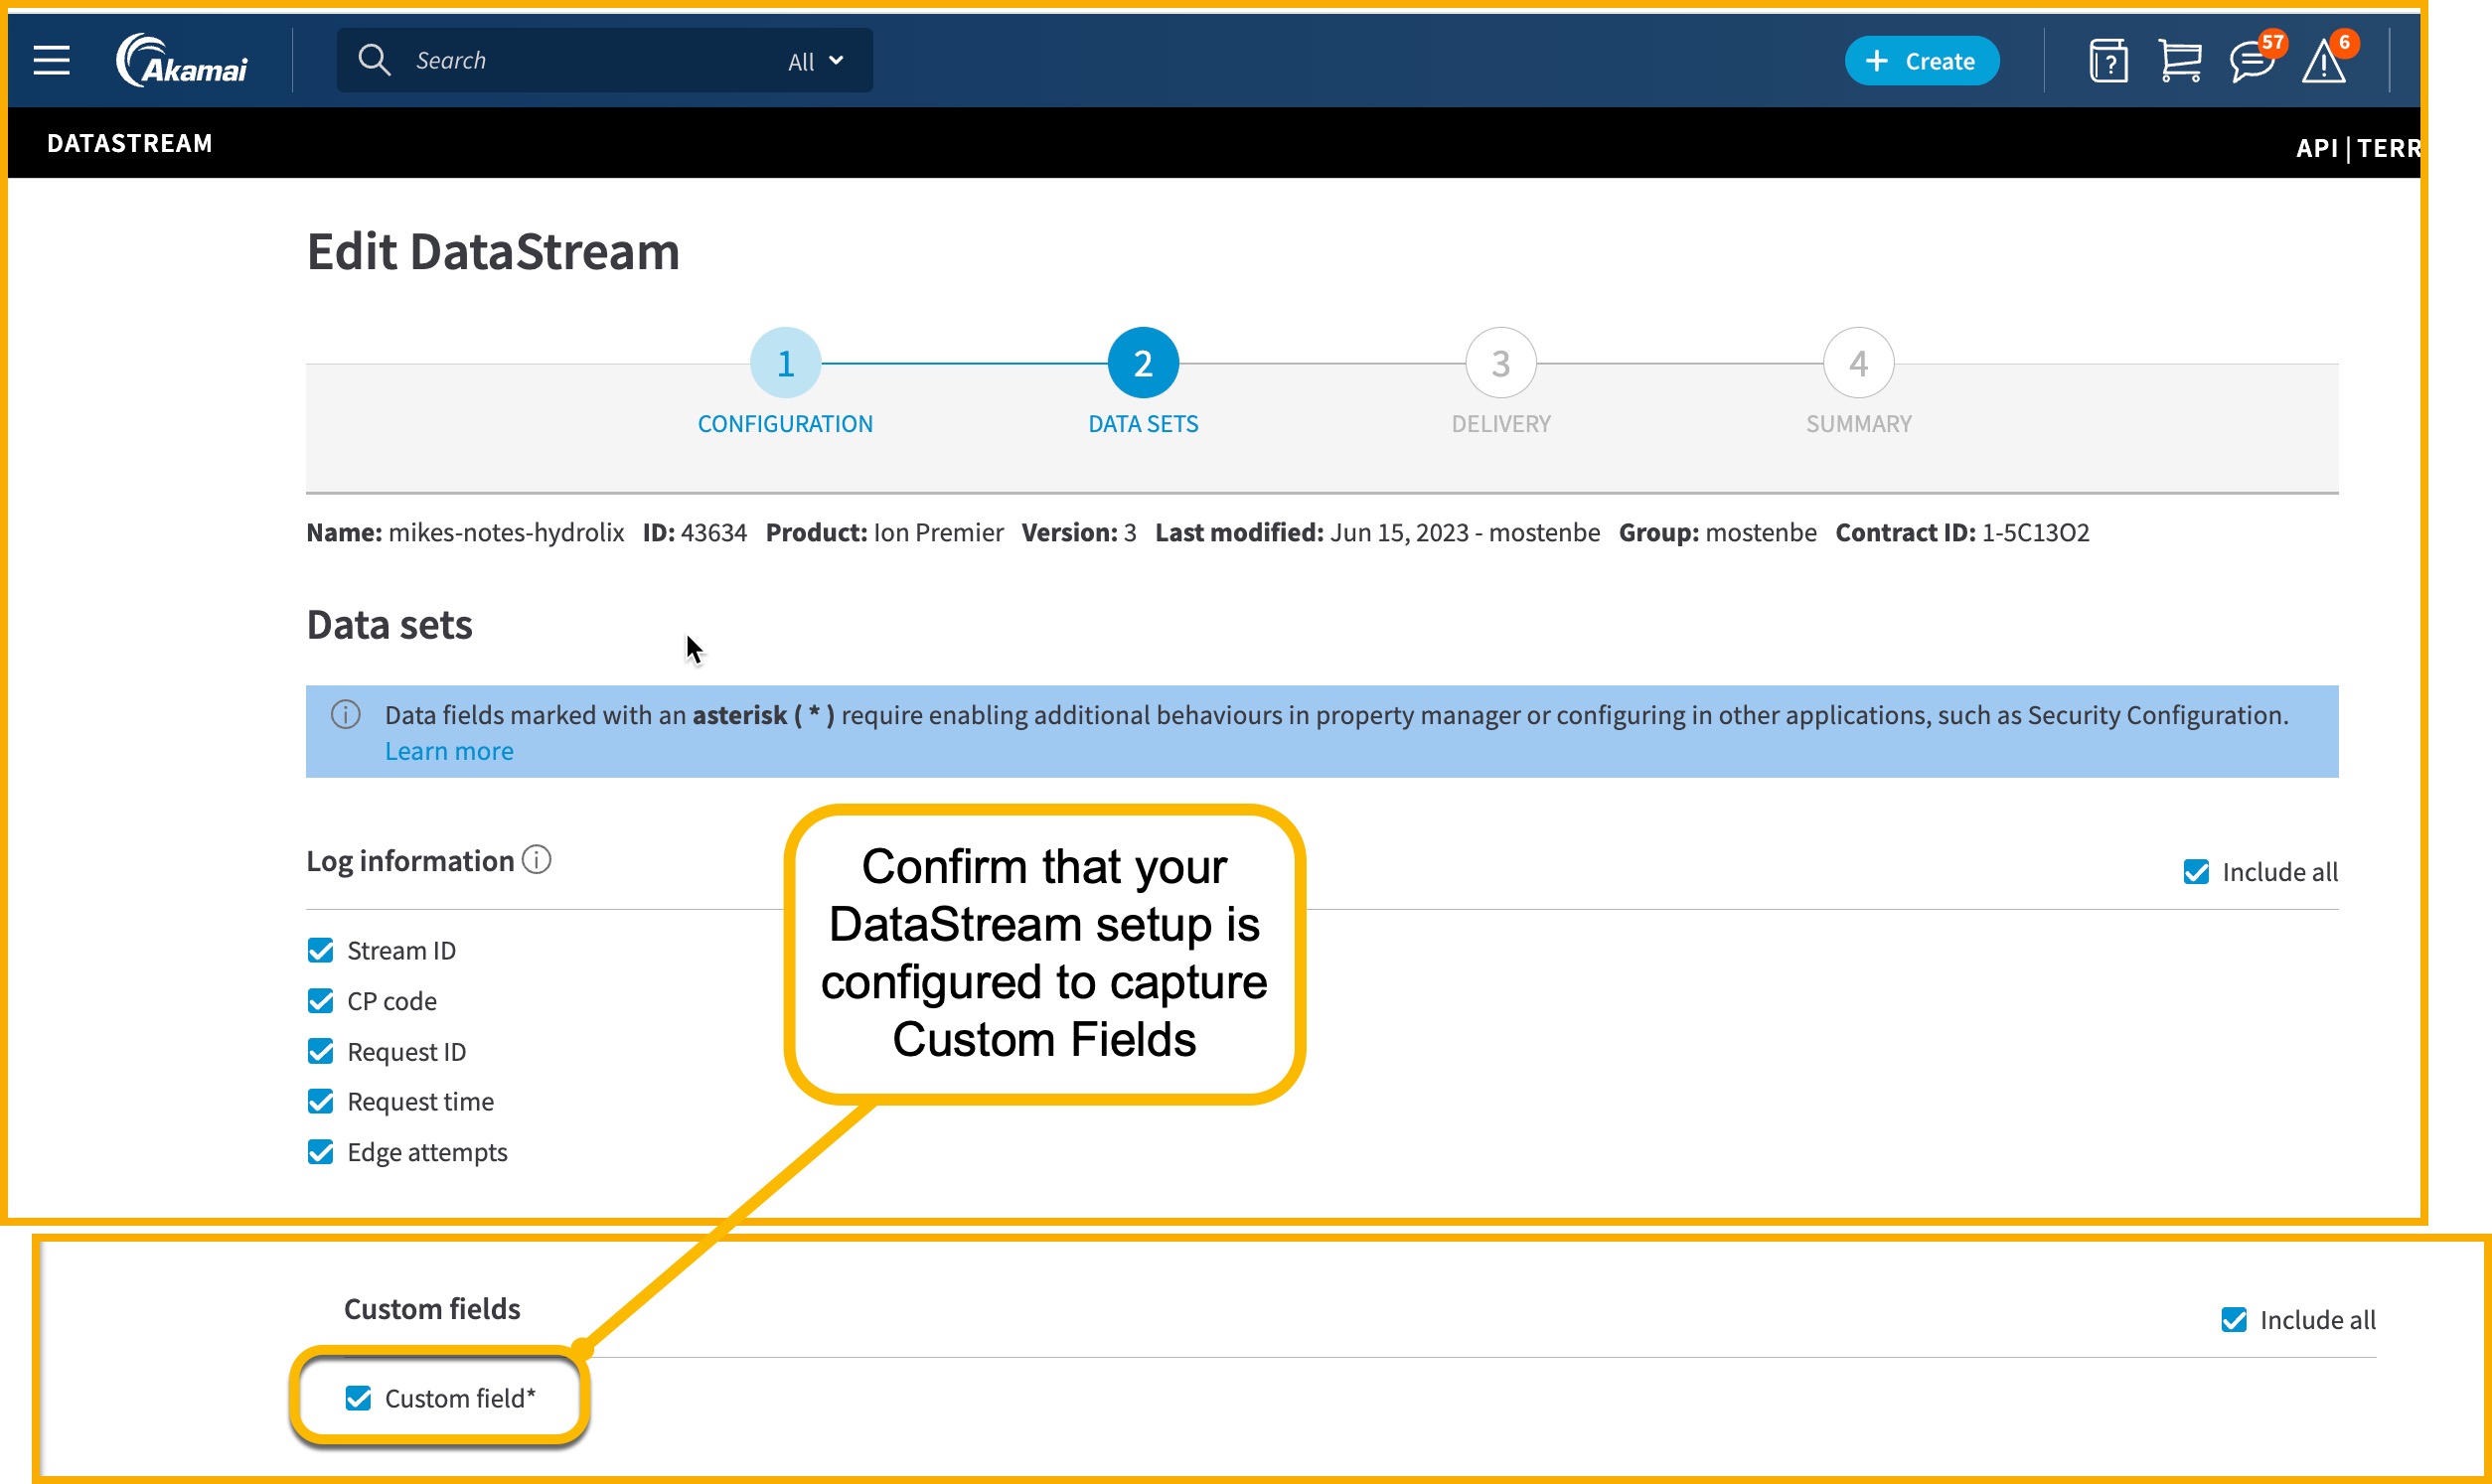 Akamai
Search
All
+ Create
57
6
DATASTREAM
API | TERR
Edit DataStream
1
2
3
4
CONFIGURATION
DATA SETS
DELIVERY
SUMMARY
Name: mikes-notes-hydrolix ID: 43634 Product: Ion Premier Version: 3 Last modified: Jun 15, 2023 - mostenbe Group: mostenbe Contract ID: 1-5C13O2
Data sets
Data fields marked with an asterisk ( * ) require enabling additional behaviours in property manager or configuring in other applications, such as Security Configuration.
Learn more
Log information
Include all
Stream ID
CP code
Request ID
Request time
Edge attempts
Confirm that your
DataStream setup is
configured to capture
Custom Fields
Custom fields
Include all
Custom field*